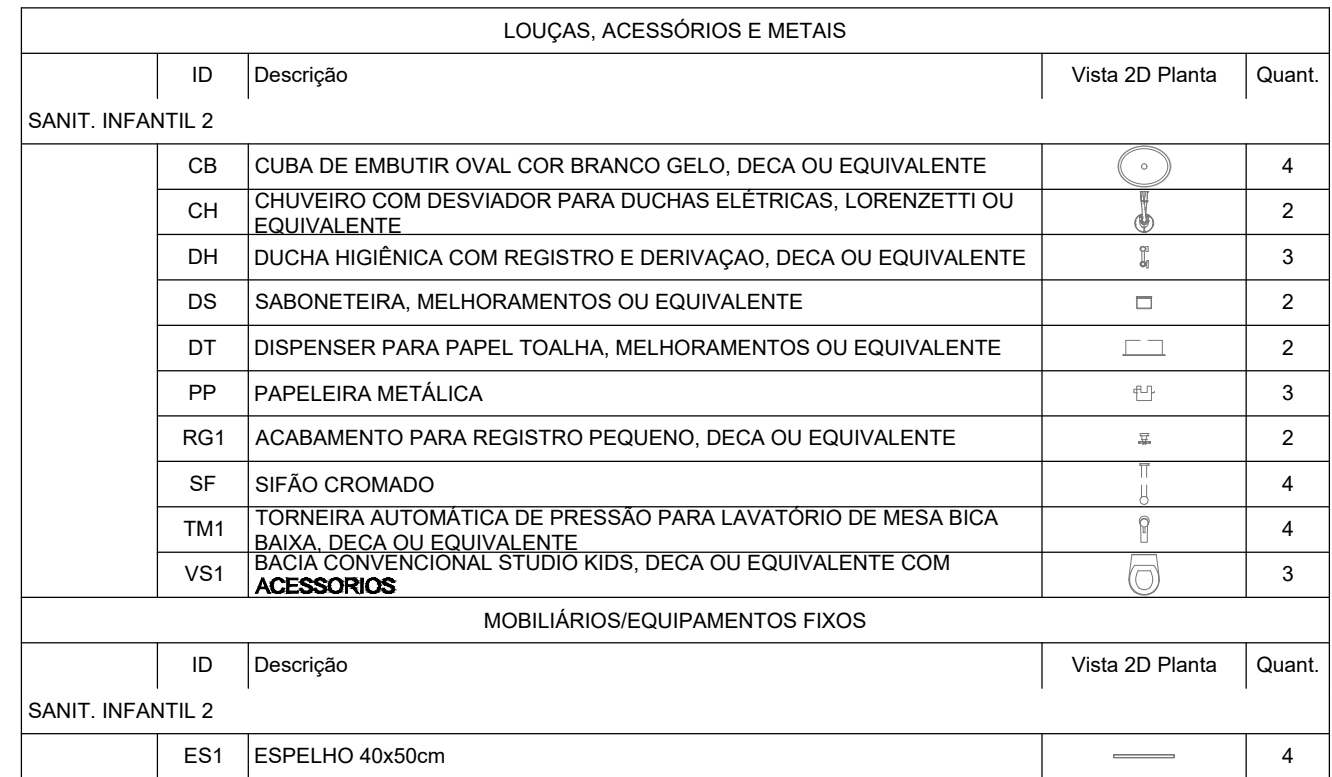 LOUÇAS, ACESSÓRIOS E METAIS
ID Descrição Vista 2D Planta Quant.
SANIT. INFANTIL 2
CB CUBA DE EMBUTIR OVAL COR BRANCO GELO, DECA OU EQUIVALENTE 4
CH CHUVEIRO COM DESVIADOR PARA DUCHAS ELÉTRICAS, LORENZETTI OU
EQUIVALENTE 2
DH DUCHA HIGIÊNICA COM REGISTRO E DERIVAÇAO, DECA OU EQUIVALENTE 3
DS SABONETEIRA, MELHORAMENTOS OU EQUIVALENTE 2
DT DISPENSER PARA PAPEL TOALHA, MELHORAMENTOS OU EQUIVALENTE 2
PP PAPELEIRA METÁLICA 3
RG1 ACABAMENTO PARA REGISTRO PEQUENO, DECA OU EQUIVALENTE 2
SF SIFÃO CROMADO 4
TM1 TORNEIRA AUTOMÁTICA DE PRESSÃO PARA LAVATÓRIO DE MESA BICA
BAIXA, DECA OU EQUIVALENTE 4
VS1 BACIA CONVENCIONAL STUDIO KIDS, DECA OU EQUIVALENTE COM
ACESSORIOS 3
MOBILIÁRIOS/EQUIPAMENTOS FIXOS
ID Descrição Vista 2D Planta Quant.
SANIT. INFANTIL 2
ES1 ESPELHO 40x50cm 4